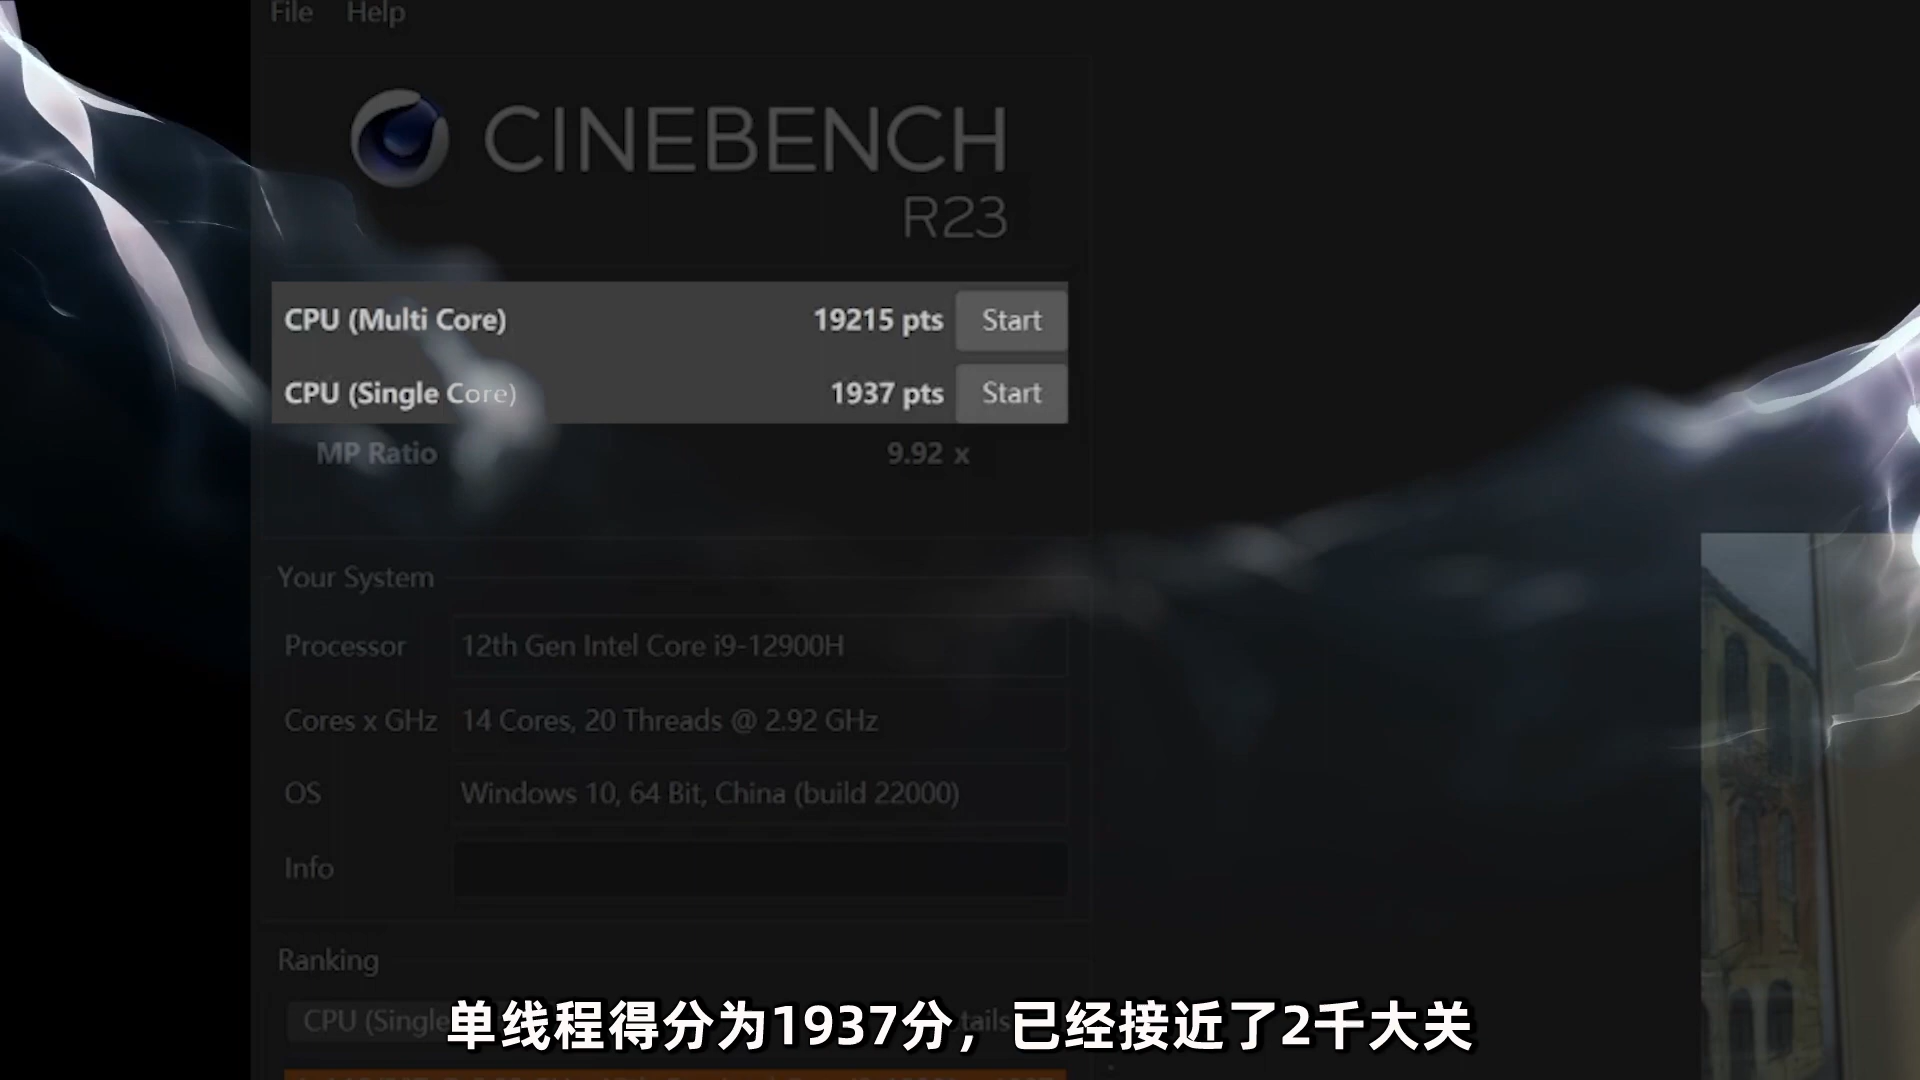 File Help
CINEBENCH
R23
CPU (Multi Core) 19215 pts Start
CPU (Single Core) 1937 pts Start
MP Ratio 9.92 x
Your System
Processor 12th Gen Intel Core i9-12900H
Cores x GHz 14 Cores, 20 Threads @ 2.92 GHz
OS Windows 10, 64 Bit, China (build 22000)
Info
Ranking
CPU (Single
单线程得分为1937分，已经接近了2千大关